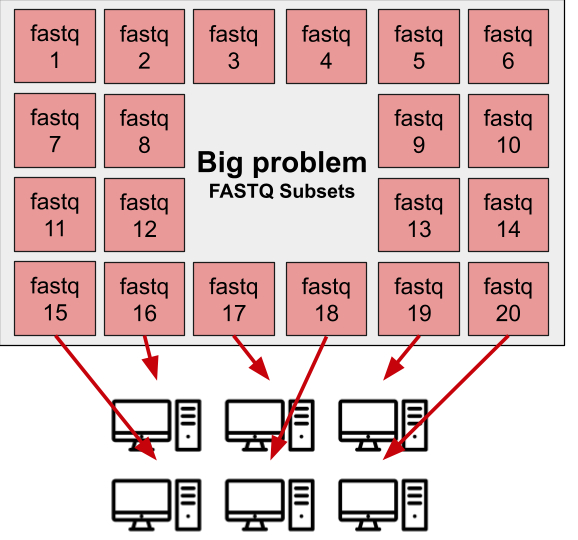 fastq
1
fastq
2
fastq
3
fastq
4
fastq
5
fastq
6
fastq
7
fastq
8
Big problem
FASTQ Subsets
fastq
9
fastq
10
fastq
11
fastq
12
fastq
13
fastq
14
fastq
15
fastq
16
fastq
17
fastq
18
fastq
19
fastq
20